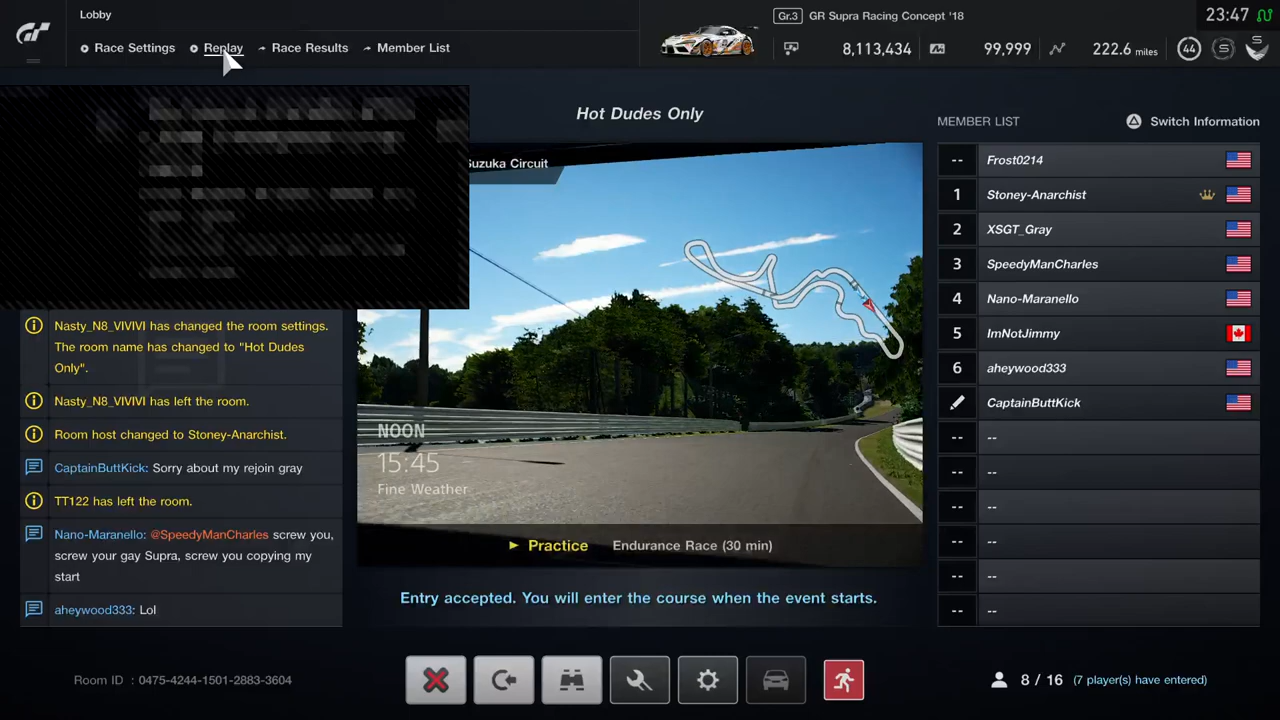 Lobby
Gr.3 GR Supra Racing Concept '18
23:47
Race Settings Replay Race Results Member List
8,113,434 99,999 222.6 miles 44 S S
Hot Dudes Only
MEMBER LIST Switch Information
Suzuka Circuit
-- Frost0214
1 Stoney-Anarchist
2 XSGT_Gray
3 SpeedyManCharles
4 Nano-Maranello
5 ImNotJimmy
6 aheywood333
CaptainButtKick
-- --
-- --
-- --
-- --
-- --
-- --
Nasty_N8_VIVIVI has changed the room settings.
The room name has changed to "Hot Dudes
Only".
Nasty_N8_VIVIVI has left the room.
Room host changed to Stoney-Anarchist.
CaptainButtKick: Sorry about my rejoin gray
TT122 has left the room.
Nano-Maranello: @SpeedyManCharles screw you,
screw your gay Supra, screw you copying my
start
aheywood333: Lol
NOON
15:45
Fine Weather
Practice Endurance Race (30 min)
Entry accepted. You will enter the course when the event starts.
Room ID : 0475-4244-1501-2883-3604
8 / 16 (7 player(s) have entered)